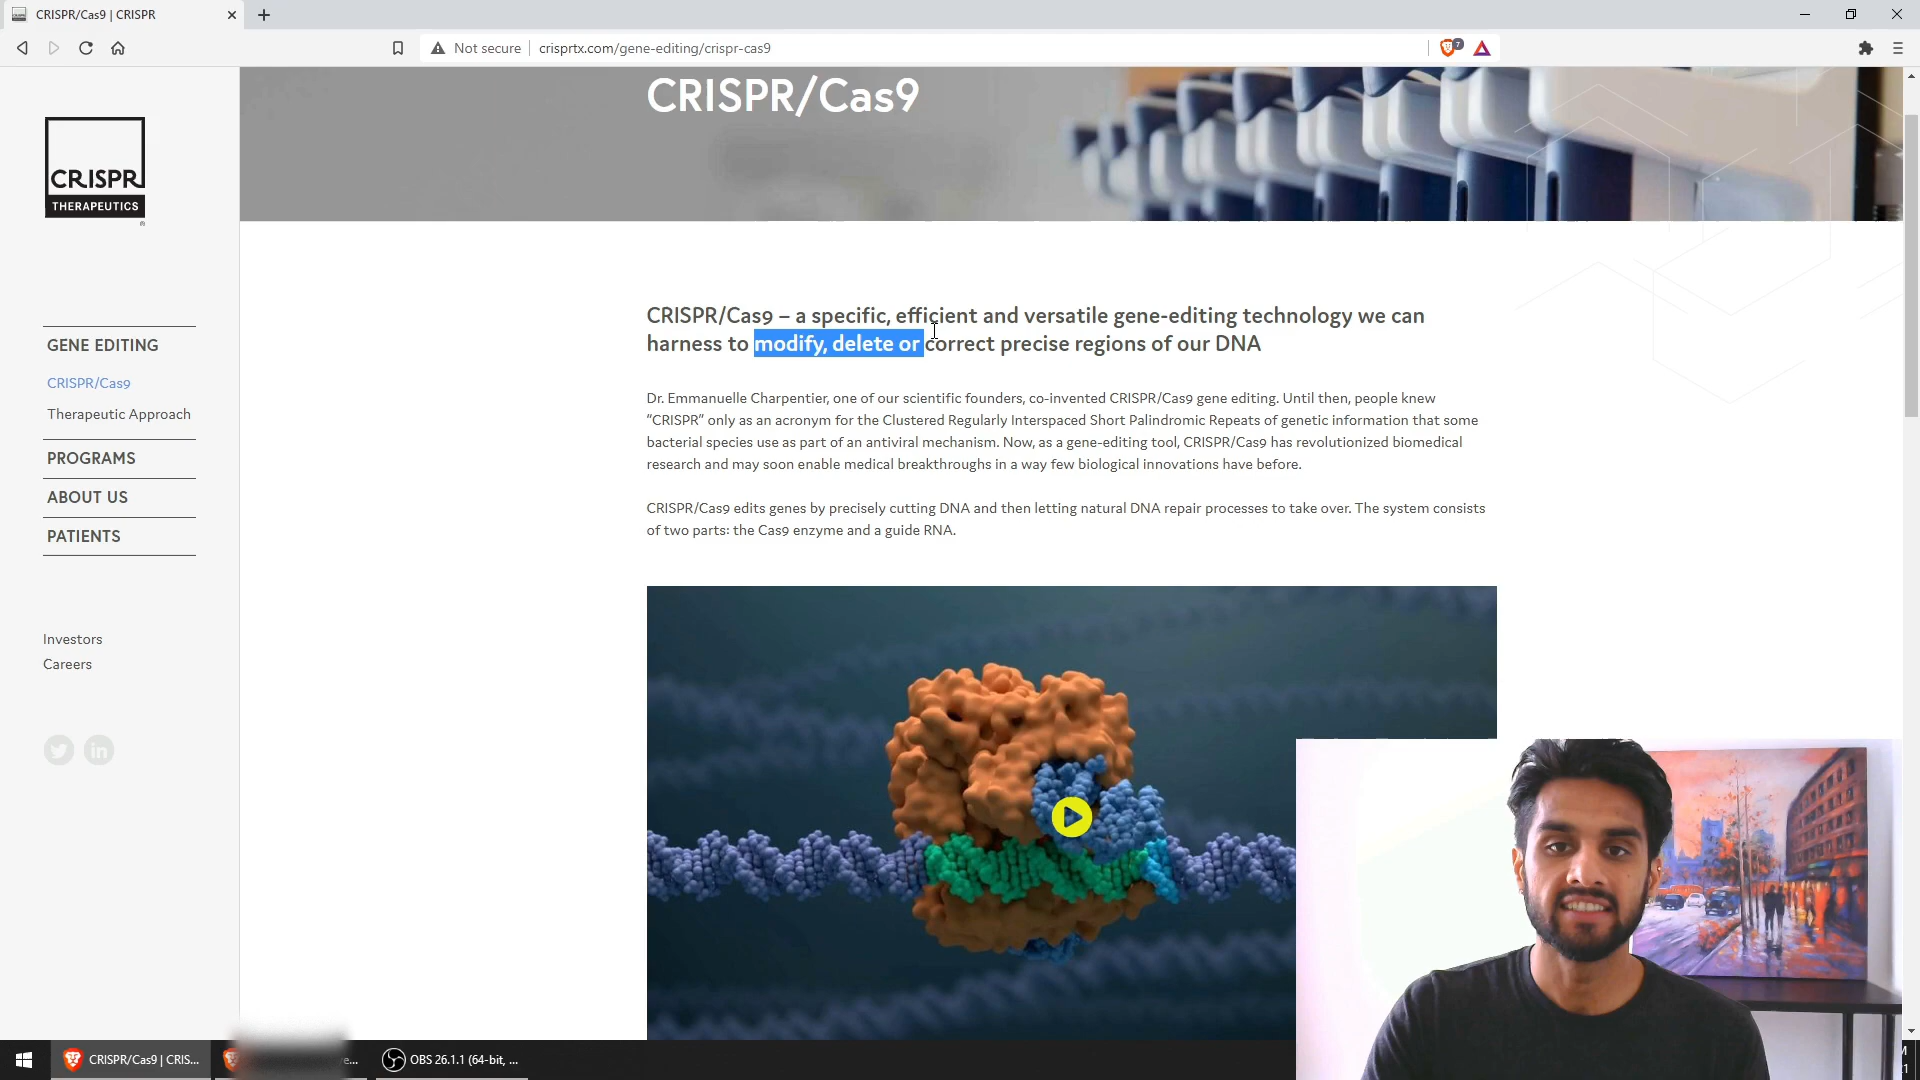 CRISPR/Cas9 | CRISPR
Not secure
crisprtx.com/gene-editing/crispr-cas9
7
CRISPR/Cas9
CRISPR
THERAPEUTICS
GENE EDITING
CRISPR/Cas9
Therapeutic Approach
PROGRAMS
ABOUT US
PATIENTS
Investors
Careers
in
CRISPR/Cas9 – a specific, efficient and versatile gene-editing technology we can
harness to modify, delete or correct precise regions of our DNA
Dr. Emmanuelle Charpentier, one of our scientific founders, co-invented CRISPR/Cas9 gene editing. Until then, people knew
“CRISPR” only as an acronym for the Clustered Regularly Interspaced Short Palindromic Repeats of genetic information that some
bacterial species use as part of an antiviral mechanism. Now, as a gene-editing tool, CRISPR/Cas9 has revolutionized biomedical
research and may soon enable medical breakthroughs in a way few biological innovations have before.
CRISPR/Cas9 edits genes by precisely cutting DNA and then letting natural DNA repair processes to take over. The system consists
of two parts: the Cas9 enzyme and a guide RNA.
CRISPR/Cas9 | CRIS...
e...
OBS 26.1.1 (64-bit, ...